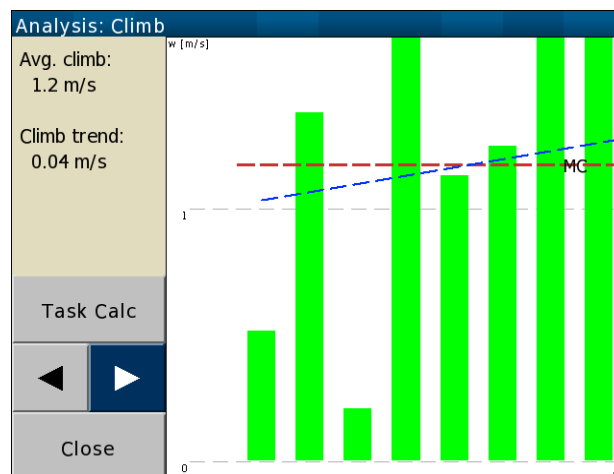 Analysis: Climb
Avg. climb:
1.2 m/s
Climb trend:
0.04 m/s
Task Calc
Close
w [m/s]
MC
1
0